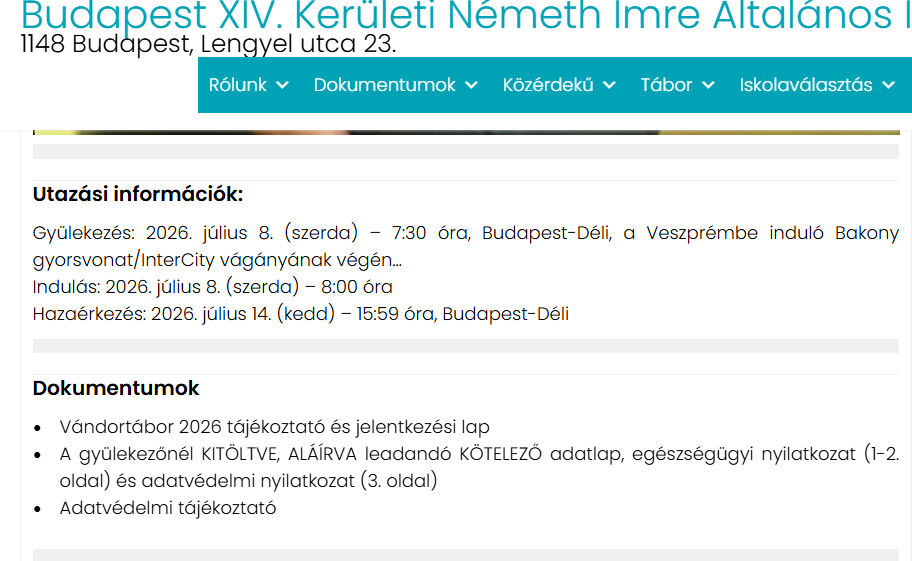 Budapest XIV. Kerületi Németh Imre Általános I
1148 Budapest, Lengyel utca 23.
Rólunk Dokumentumok Közérdekű Tábor Iskolaválasztás
Utazási információk:
Gyülekezés: 2026. július 8. (szerda) – 7:30 óra, Budapest-Déli, a Veszprémbe induló Bakony
gyorsvonat/InterCity vágányának végén...
Indulás: 2026. július 8. (szerda) – 8:00 óra
Hazaérkezés: 2026. július 14. (kedd) – 15:59 óra, Budapest-Déli
Dokumentumok
• Vándortábor 2026 tájékoztató és jelentkezési lap
• A gyülekezőnél KITÖLTVE, ALÁÍRVA leadandó KÖTELEZŐ adatlap, egészségügyi nyilatkozat (1-2.
oldal) és adatvédelmi nyilatkozat (3. oldal)
• Adatvédelmi tájékoztató